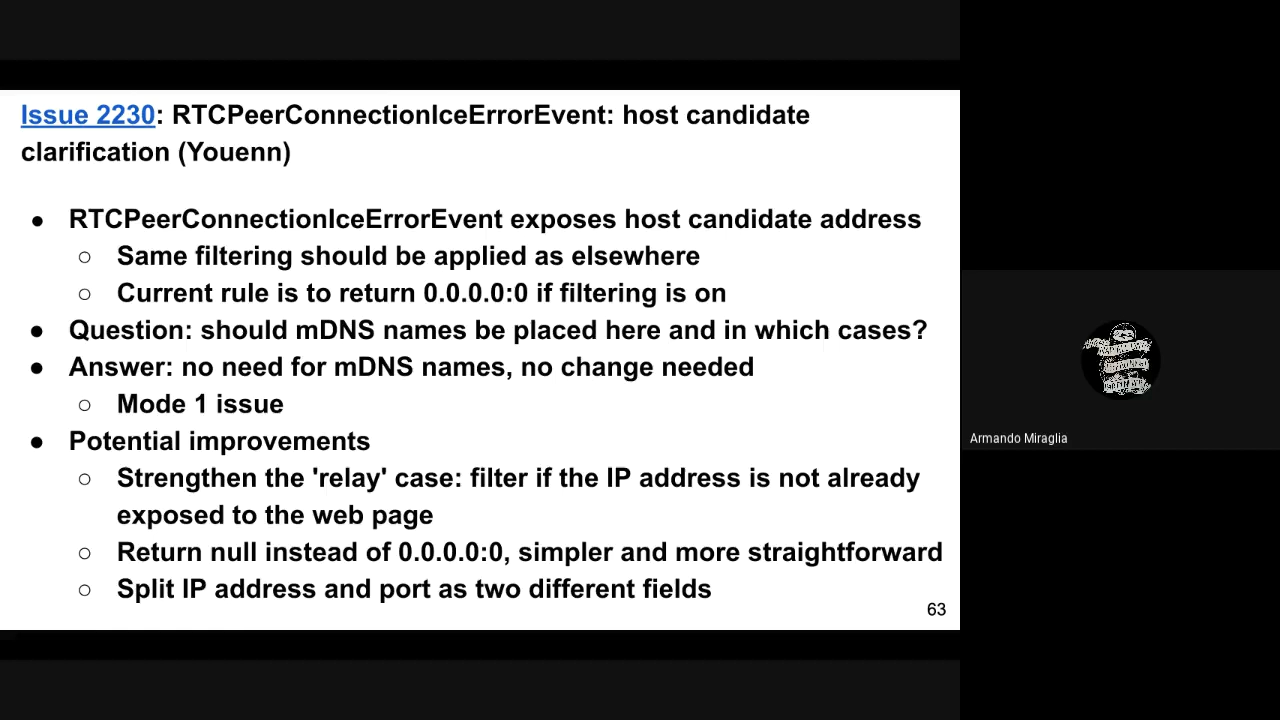 Issue 2230: RTCPeerConnectionIceErrorEvent: host candidate
clarification (Youenn)
● RTCPeerConnectionIceErrorEvent exposes host candidate address
○ Same filtering should be applied as elsewhere
○ Current rule is to return 0.0.0.0:0 if filtering is on
● Question: should mDNS names be placed here and in which cases?
● Answer: no need for mDNS names, no change needed
○ Mode 1 issue
● Potential improvements
○ Strengthen the 'relay' case: filter if the IP address is not already
exposed to the web page
○ Return null instead of 0.0.0.0:0, simpler and more straightforward
○ Split IP address and port as two different fields
63
Armando Miraglia